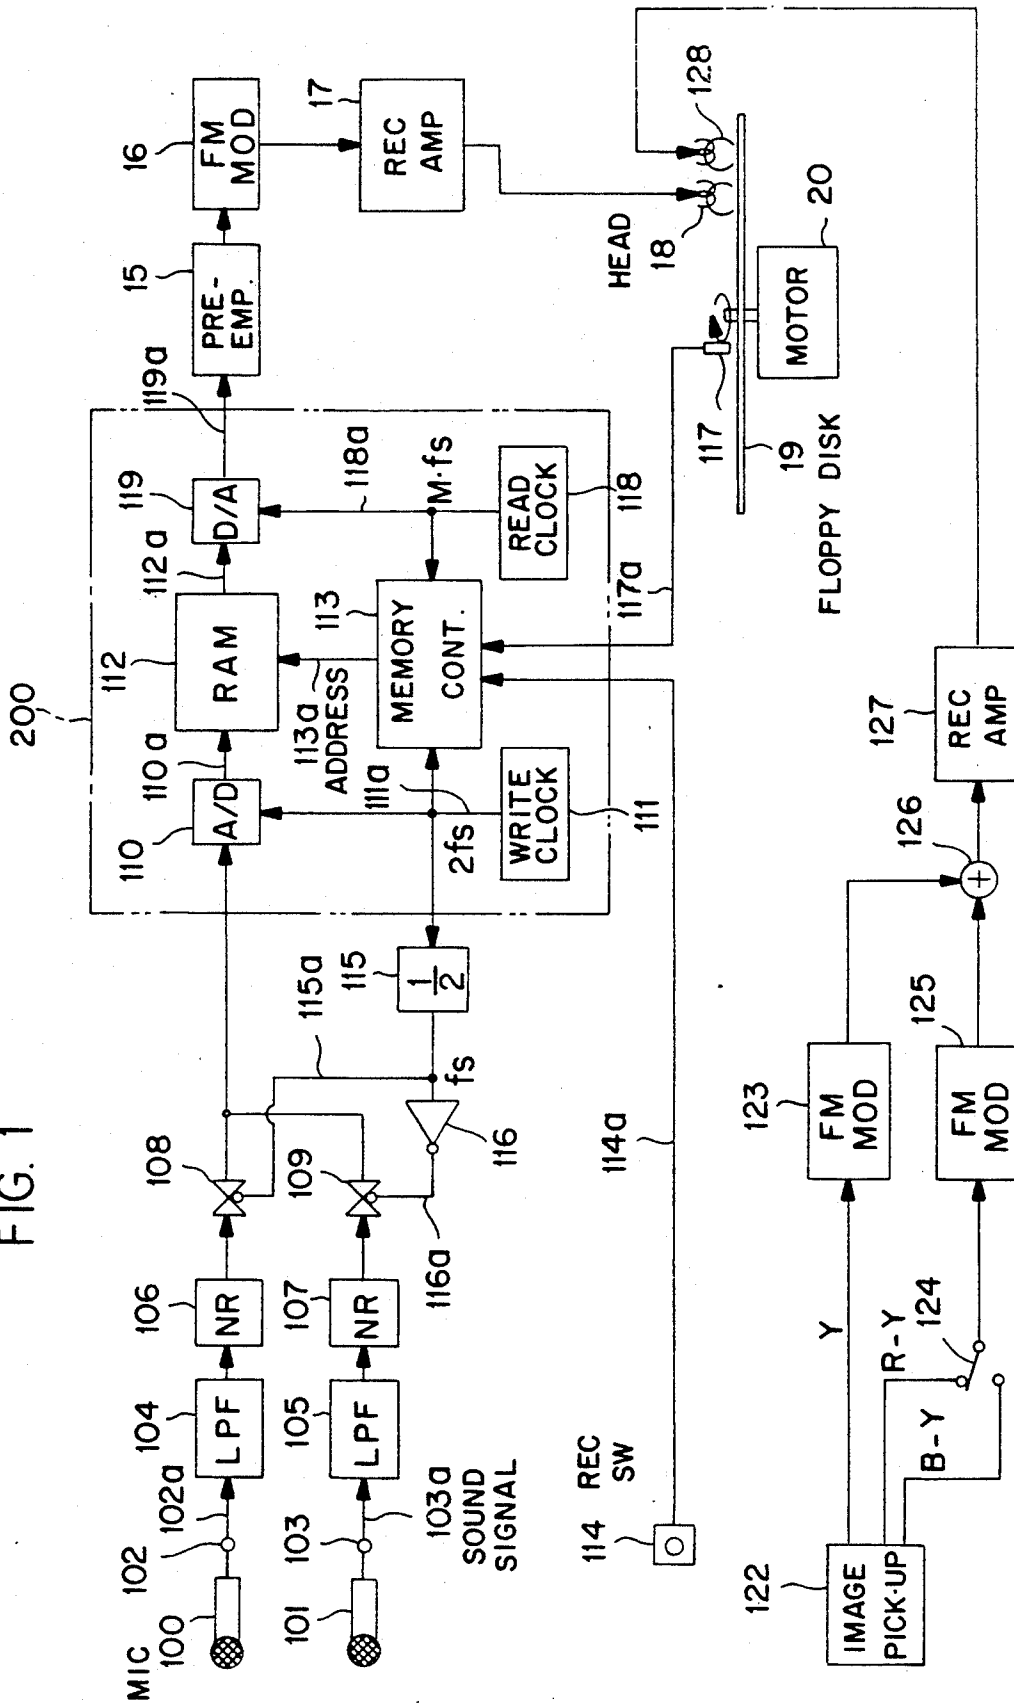 FIG. 1
MIC
100
102
102a
104
LPF
106
NR
108
101
103
103a
SOUND
SIGNAL
105
LPF
107
NR
109
116a
116
fs
115a
115
1
2
200
110
A/D
110a
112
RAM
112a
119
D/A
119a
113a
ADDRESS
113
MEMORY
CONT.
111a
2fs
WRITE
CLOCK
111
118a
M·fs
READ
CLOCK
118
15
PRE-
EMP.
16
FM
MOD
17
REC
AMP
HEAD
18
128
117
117a
19
FLOPPY DISK
MOTOR
20
REC
SW
114
114a
122
IMAGE
PICK-UP
Y
R-Y
B-Y
124
123
FM
MOD
125
FM
MOD
126
+
127
REC
AMP